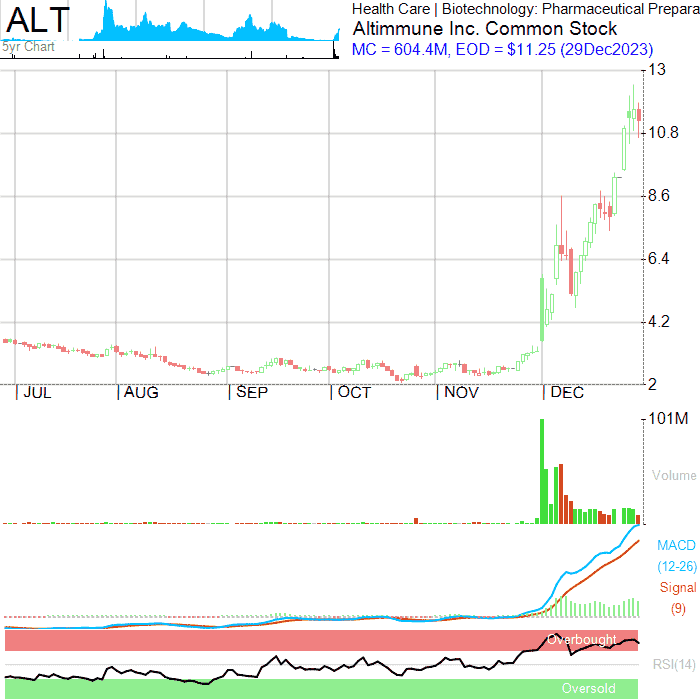 ALT
5yr Chart
Health Care | Biotechnology: Pharmaceutical Prepara
Altimmune Inc. Common Stock
MC = 604.4M, EOD = $11.25 (29Dec2023)
13
10.8
8.6
6.4
4.2
2
JUL
AUG
SEP
OCT
NOV
DEC
101M
Volume
MACD
(12-26)
Signal
(9)
Overbought
RSI(14)
Oversold